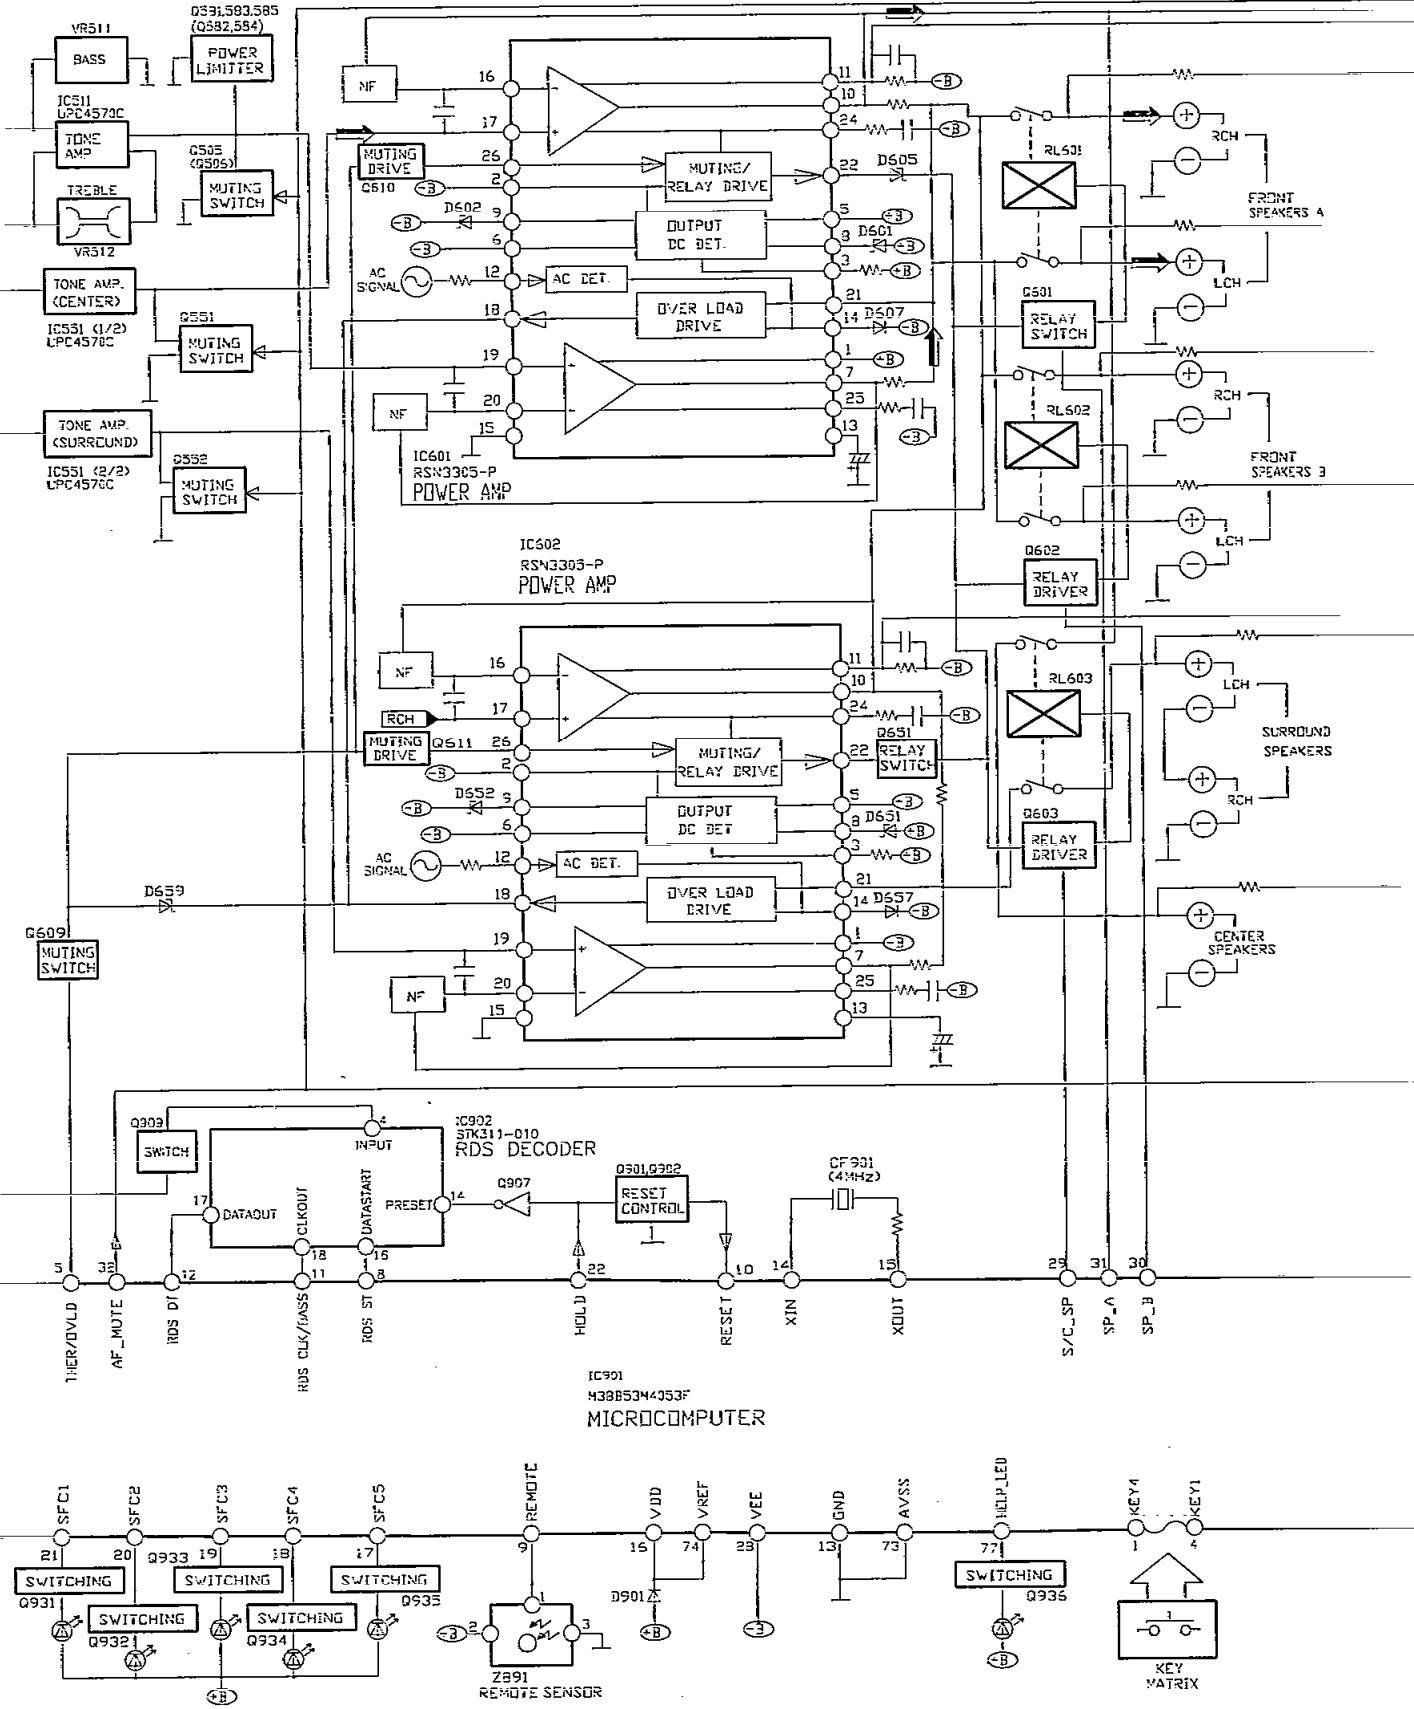 VR511
BASS
Q581,583,585
(Q582,584)
POWER
LIMITTER
IC511
UPC4570C
TONE
AMP
Q505
(Q506)
MUTING
SWITCH
TREBLE
VR512
TONE AMP.
(CENTER)
IC551 (1/2)
UPC4570C
Q551
MUTING
SWITCH
TONE AMP.
(SURROUND)
IC551 (2/2)
UPC4570C
Q552
MUTING
SWITCH
NF
16
17
MUTING
DRIVE
Q610
26
2
-B
D602
-B
9
-B
6
AC
SIGNAL
12
AC DET.
18
19
NF
20
15
MUTING/
RELAY DRIVE
OUTPUT
DC DET.
OVER LOAD
DRIVE
11
-B
10
24
-B
22
D605
5
-B
8
D601
-B
3
+B
21
14
D607
-B
1
+B
7
25
-B
13
IC601
RSN3305-P
POWER AMP
RL601
RCH
FRONT
SPEAKERS A
LCH
Q601
RELAY
SWITCH
RCH
RL602
FRONT
SPEAKERS B
LCH
Q602
RELAY
DRIVER
IC602
RSN3305-P
POWER AMP
NF
16
RCH
17
MUTING
DRIVE
Q611
26
2
-B
D652
-B
9
-B
6
AC
SIGNAL
12
AC DET.
18
19
NF
20
15
MUTING/
RELAY DRIVE
OUTPUT
DC DET
OVER LOAD
DRIVE
11
-B
10
24
-B
22
Q651
RELAY
SWITCH
5
-B
8
D651
+B
3
-B
21
14
D657
-B
1
-B
7
25
-B
13
RL603
Q603
RELAY
DRIVER
LCH
SURROUND
SPEAKERS
RCH
CENTER
SPEAKERS
D659
Q609
MUTING
SWITCH
Q909
SWITCH
4
INPUT
IC902
STK311-010
RDS DECODER
17
DATAOUT
CLKOUT
DATASTART
PRESET
14
18
16
Q907
Q901,Q902
RESET
CONTROL
CF901
(4MHz)
5
32
12
11
8
22
10
14
15
29
31
30
THER/OVLD
AF_MUTE
RDS DT
RDS CLK/BASS
RDS ST
HOLD
RESET
XIN
XOUT
S/C_SP
SP_A
SP_B
IC901
MICROCOMPUTER
SFC1
SFC2
SFC3
SFC4
SFC5
REMOTE
VDD
VREF
VEE
GND
AVSS
HELP_LED
KEY4
KEY1
21
20
Q933
19
18
17
9
16
74
23
13
73
77
1
4
SWITCHING
Q931
SWITCHING
Q932
SWITCHING
SWITCHING
Q934
SWITCHING
Q935
+B
1
-B
2
3
Z891
REMOTE SENSOR
D901
+B
-B
SWITCHING
Q936
-B
KEY
MATRIX